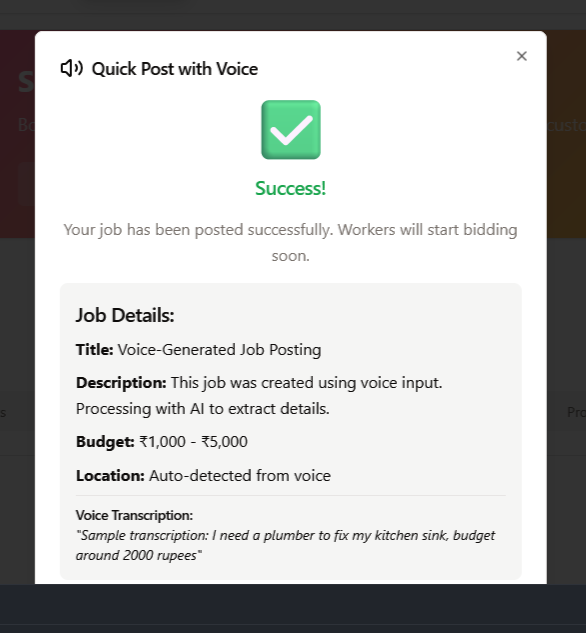 Quick Post with Voice
Success!
Your job has been posted successfully. Workers will start bidding
soon.
Job Details:
Title: Voice-Generated Job Posting
Description: This job was created using voice input.
Processing with AI to extract details.
Budget: ₹1,000 - ₹5,000
Location: Auto-detected from voice
Voice Transcription:
"Sample transcription: I need a plumber to fix my kitchen sink, budget
around 2000 rupees"